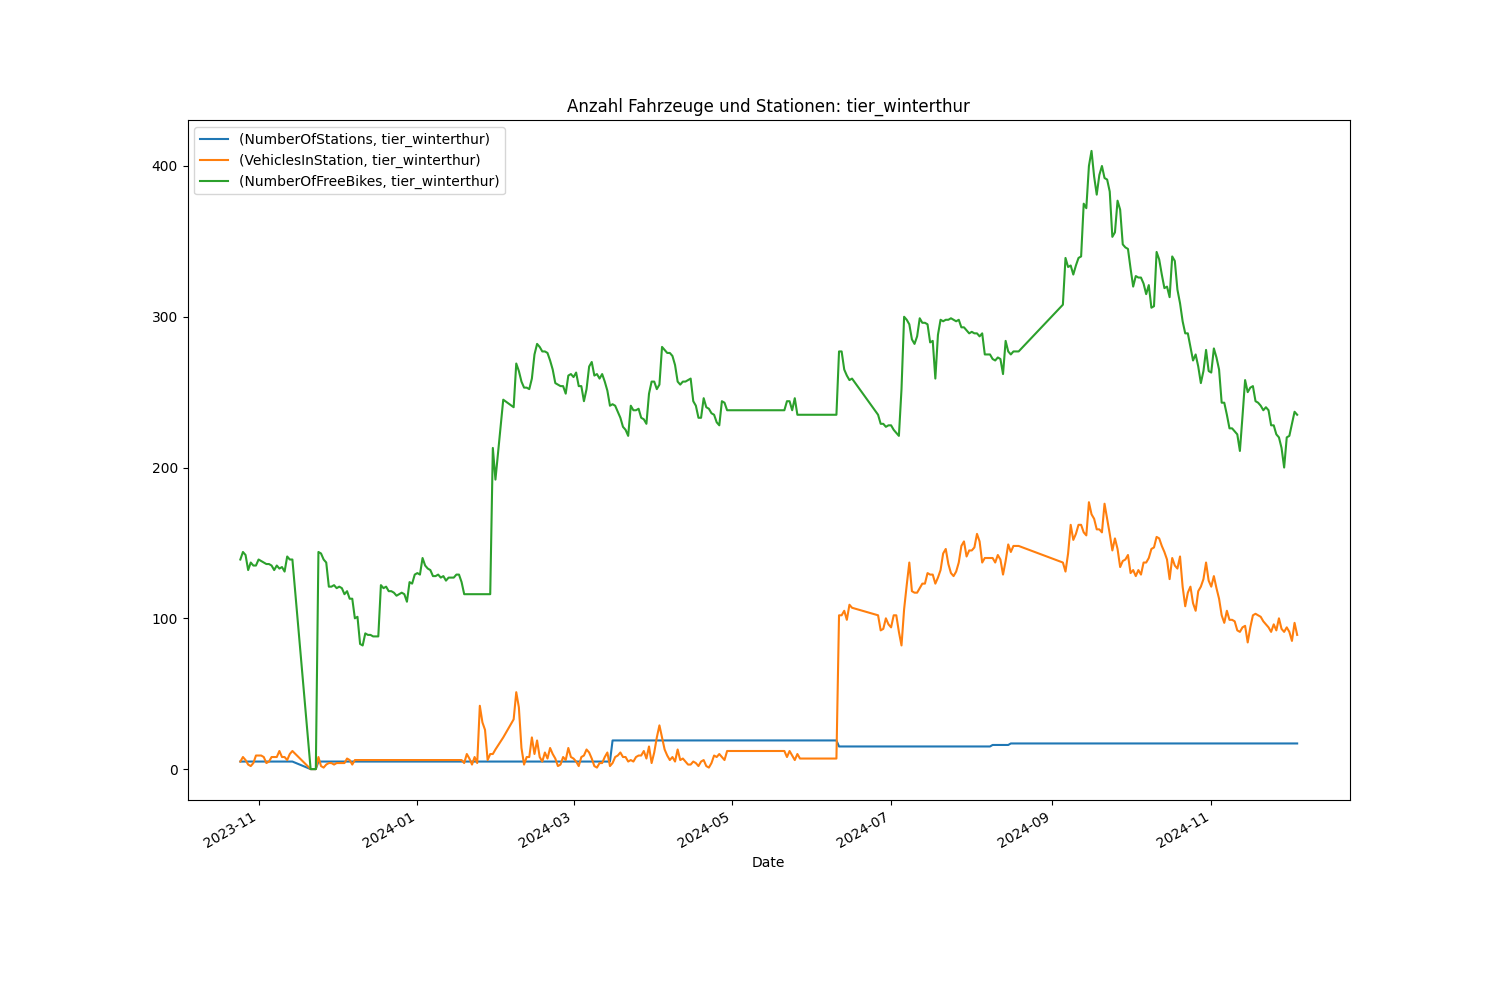 Anzahl Fahrzeuge und Stationen: tier_winterthur
(NumberOfStations, tier_winterthur)
(VehiclesInStation, tier_winterthur)
(NumberOfFreeBikes, tier_winterthur)
400
300
200
100
0
2023-11 2024-01 2024-03 2024-05 2024-07 2024-09 2024-11
Date